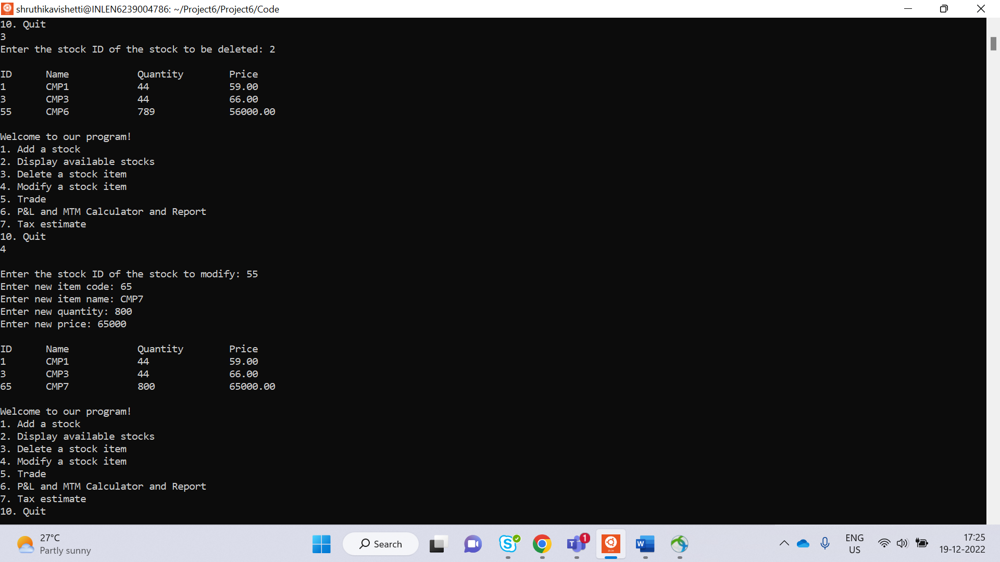 shruthikavishetti@INLEN6239004786: ~/Project6/Project6/Code
10. Quit
3
Enter the stock ID of the stock to be deleted: 2
ID Name Quantity Price
1 CMP1 44 59.00
3 CMP3 44 66.00
55 CMP6 789 56000.00
Welcome to our program!
1. Add a stock
2. Display available stocks
3. Delete a stock item
4. Modify a stock item
5. Trade
6. P&L and MTM Calculator and Report
7. Tax estimate
10. Quit
4
Enter the stock ID of the stock to modify: 55
Enter new item code: 65
Enter new item name: CMP7
Enter new quantity: 800
Enter new price: 65000
ID Name Quantity Price
1 CMP1 44 59.00
3 CMP3 44 66.00
65 CMP7 800 65000.00
Welcome to our program!
1. Add a stock
2. Display available stocks
3. Delete a stock item
4. Modify a stock item
5. Trade
6. P&L and MTM Calculator and Report
7. Tax estimate
10. Quit
27°C
Partly sunny
Search
S
T
1
W
ENG
US
17:25
19-12-2022